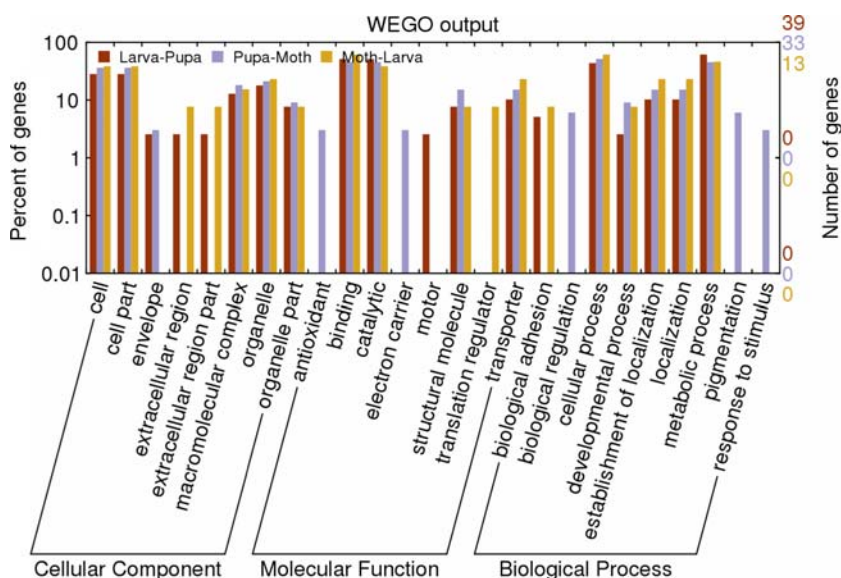 WEGO output
Larva-Pupa Pupa-Moth Moth-Larva
Percent of genes
100
10
1
0.1
0.01
39
33
13
0
0
0
0
0
0
Number of genes
cell
cell part
envelope
extracellular region
extracellular region part
macromolecular complex
organelle
organelle part
antioxidant
binding
catalytic
electron carrier
motor
structural molecule
translation regulator
transporter
biological adhesion
biological regulation
cellular process
developmental process
establishment of localization
localization
metabolic process
pigmentation
response to stimulus
Cellular Component
Molecular Function
Biological Process